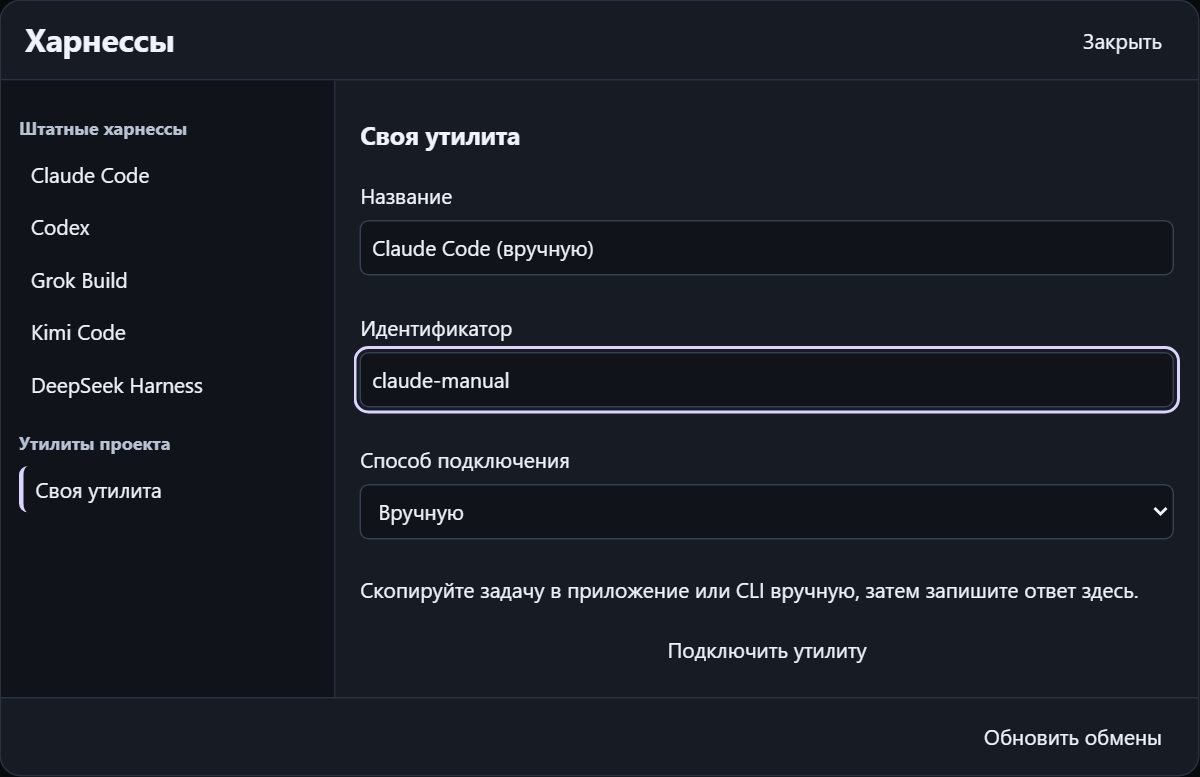 Харнессы
Закрыть
Штатные харнессы
Claude Code
Codex
Grok Build
Kimi Code
DeepSeek Harness
Утилиты проекта
Своя утилита
Своя утилита
Название
Claude Code (вручную)
Идентификатор
claude-manual
Способ подключения
Вручную
Скопируйте задачу в приложение или CLI вручную, затем запишите ответ здесь.
Подключить утилиту
Обновить обмены